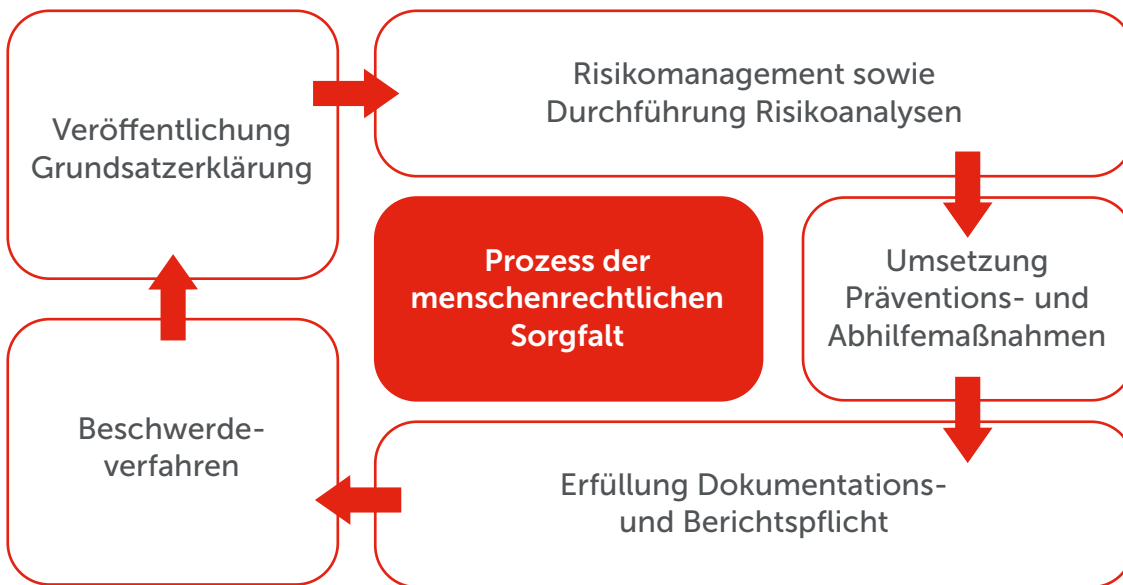 Veröffentlichung
Grundsatzerklärung
Risikomanagement sowie
Durchführung Risikoanalysen
Prozess der
menschenrechtlichen
Sorgfalt
Umsetzung
Präventions- und
Abhilfemaßnahmen
Beschwerde-
verfahren
Erfüllung Dokumentations-
und Berichtspflicht